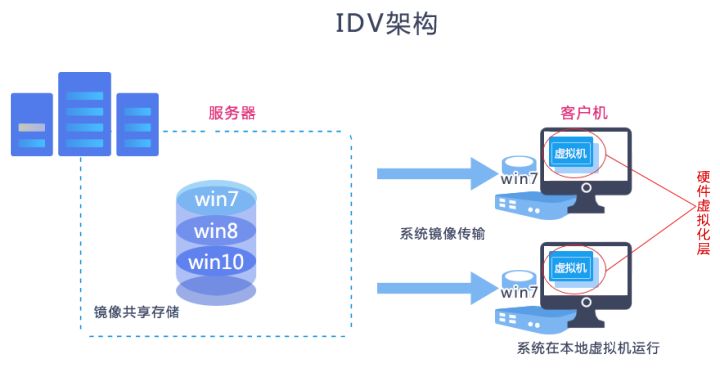 IDV架构
服务器
客户机
虚拟机
win7
win7
win8
win10
硬件虚拟化层
系统镜像传输
虚拟机
win7
镜像共享存储
系统在本地虚拟机运行